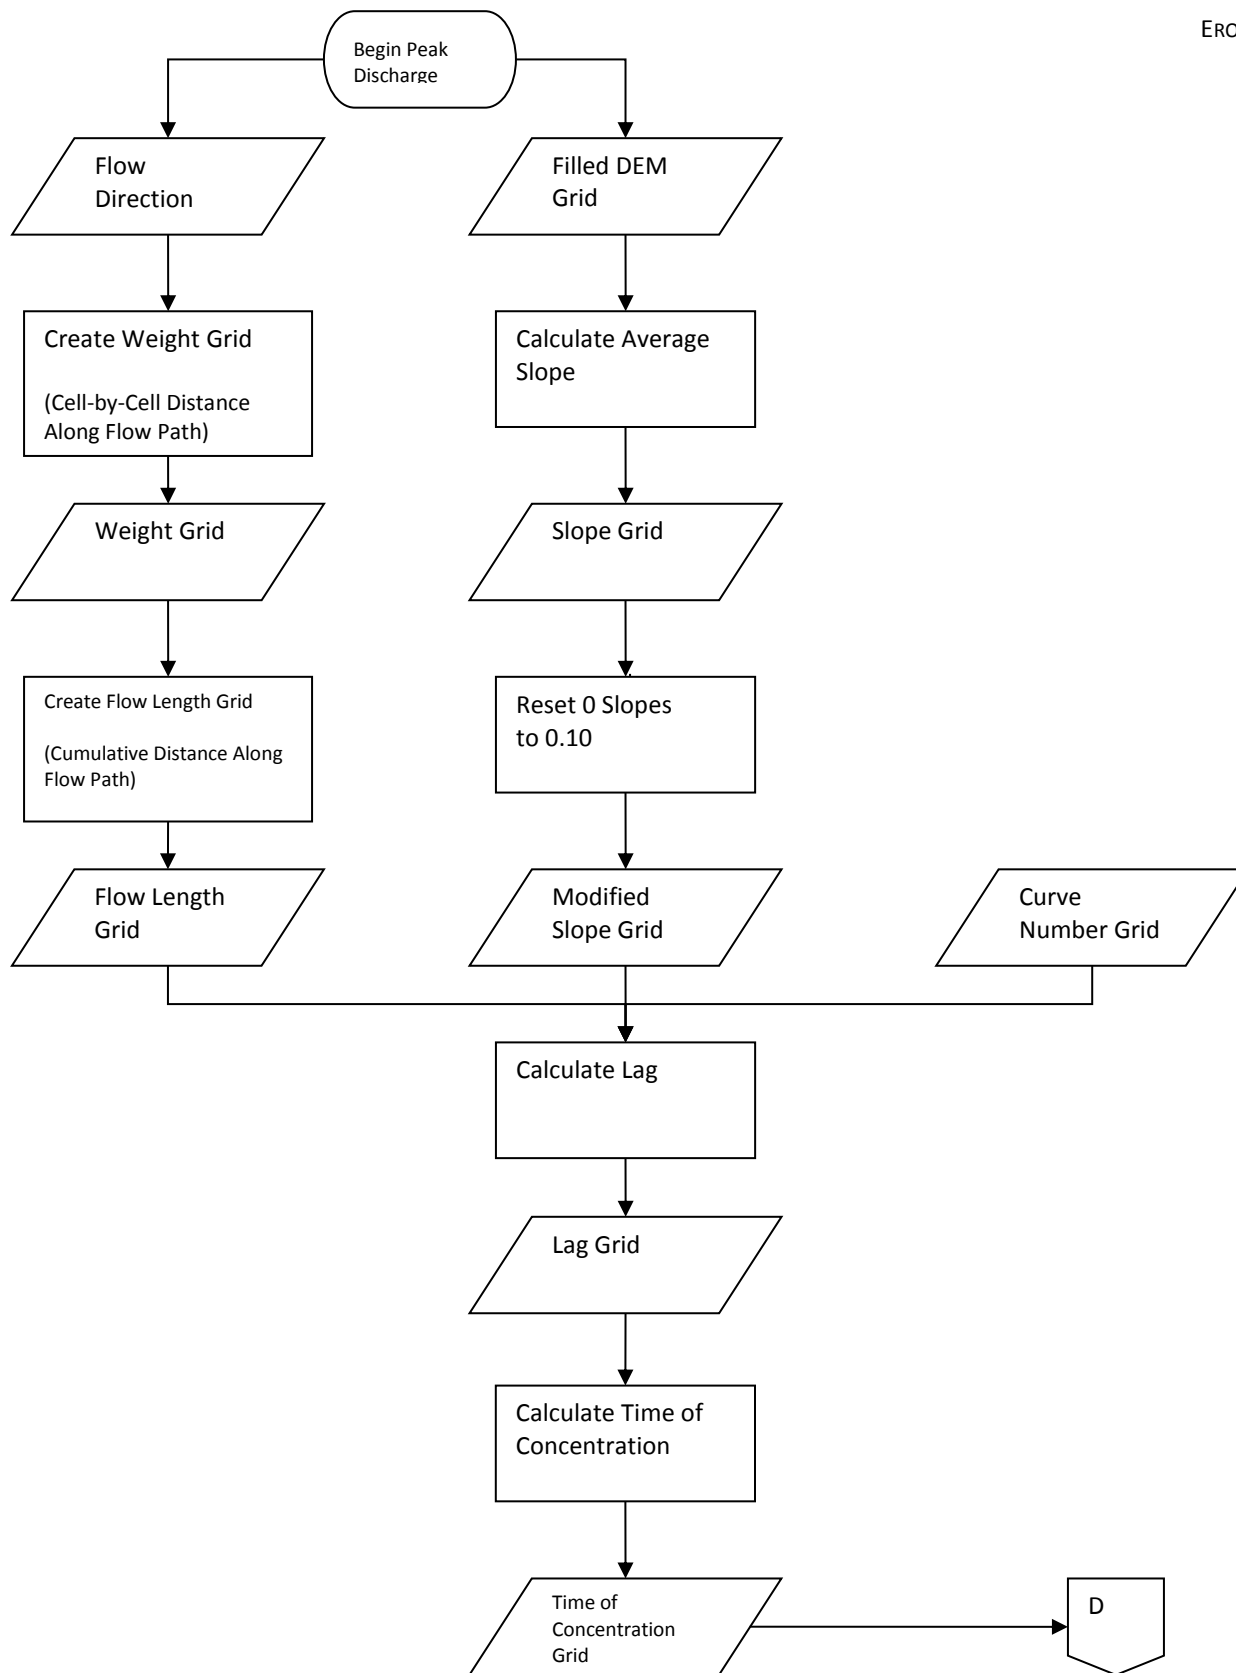 ERO
Begin Peak
Discharge
Flow
Direction
Filled DEM
Grid
Create Weight Grid
(Cell-by-Cell Distance
Along Flow Path)
Calculate Average
Slope
Weight Grid
Slope Grid
Create Flow Length Grid
(Cumulative Distance Along
Flow Path)
Reset 0 Slopes
to 0.10
Flow Length
Grid
Modified
Slope Grid
Curve
Number Grid
Calculate Lag
Lag Grid
Calculate Time of
Concentration
Time of
Concentration
Grid
D